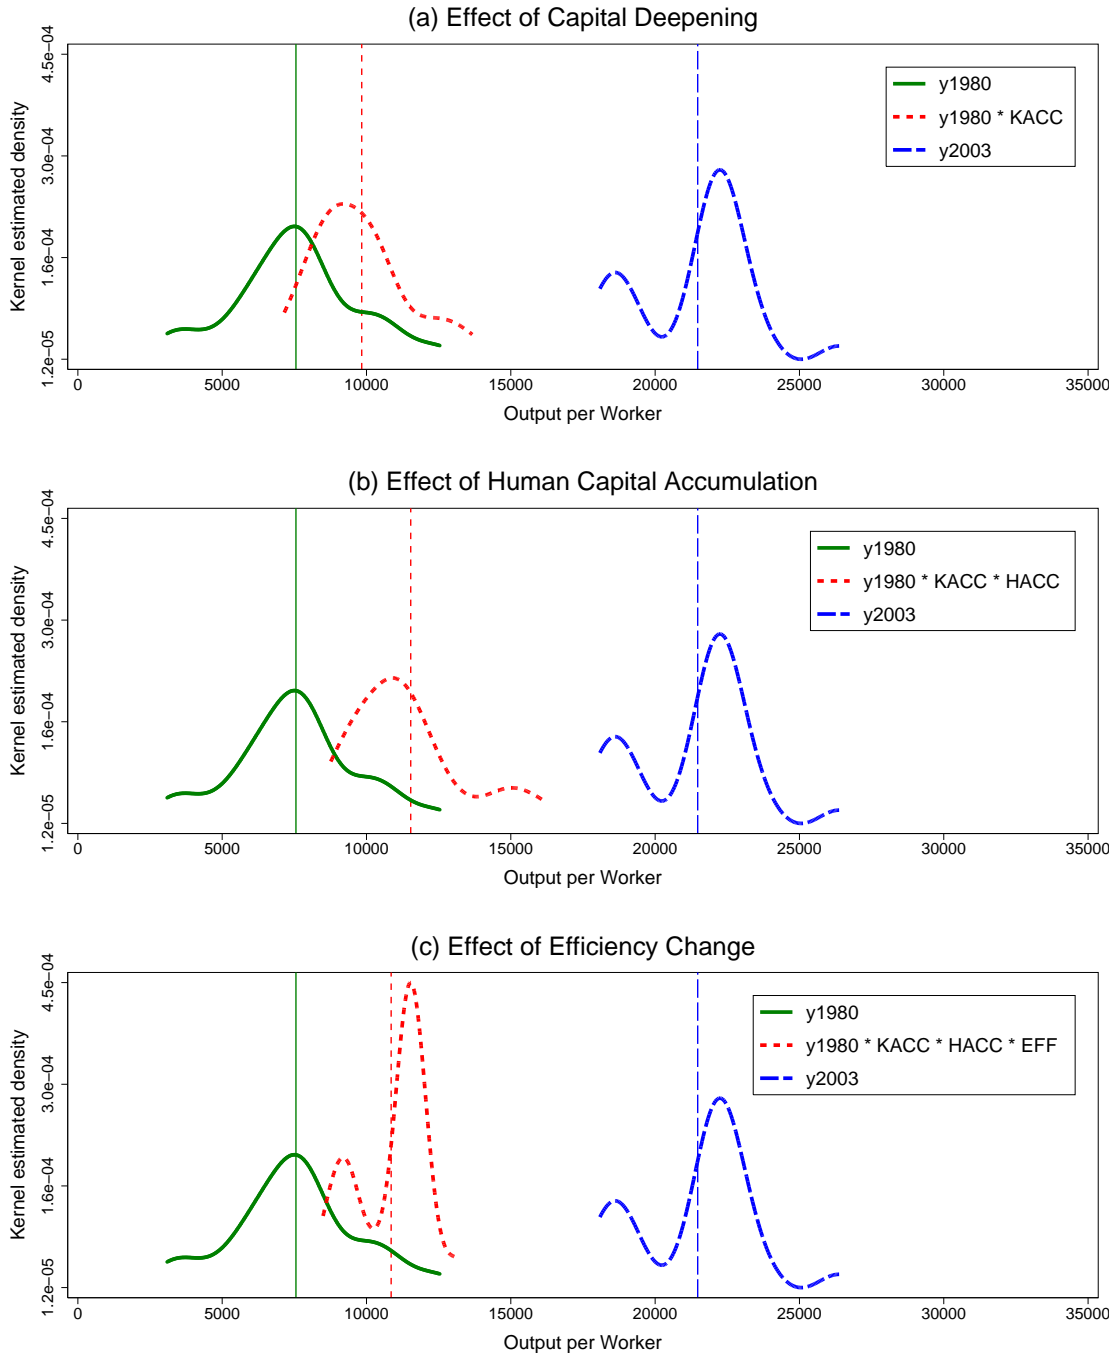 (a) Effect of Capital Deepening
Kernel estimated density
4.5e−04
3.0e−04
1.6e−04
1.2e−05
y1980
y1980 * KACC
y2003
0 5000 10000 15000 20000 25000 30000 35000
Output per Worker
(b) Effect of Human Capital Accumulation
Kernel estimated density
4.5e−04
3.0e−04
1.6e−04
1.2e−05
y1980
y1980 * KACC * HACC
y2003
0 5000 10000 15000 20000 25000 30000 35000
Output per Worker
(c) Effect of Efficiency Change
Kernel estimated density
4.5e−04
3.0e−04
1.6e−04
1.2e−05
y1980
y1980 * KACC * HACC * EFF
y2003
0 5000 10000 15000 20000 25000 30000 35000
Output per Worker